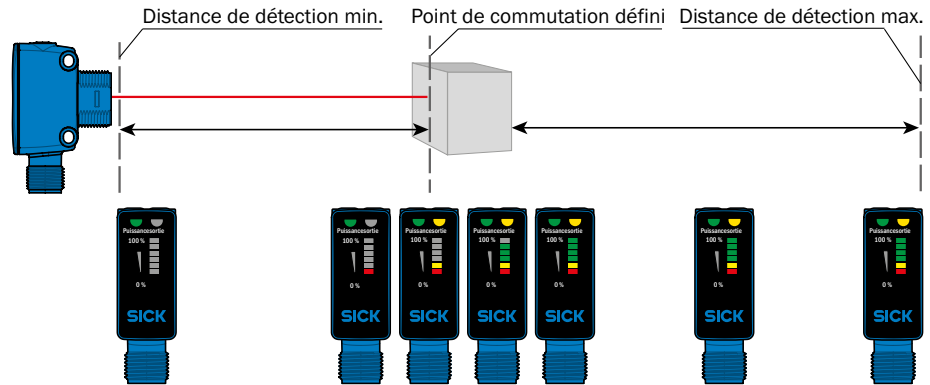 Distance de détection min.
Point de commutation défini
Distance de détection max.
Puissancesortie
100 %
0 %
SICK
Puissancesortie
100 %
0 %
SICK
Puissancesortie
100 %
0 %
SICK
Puissancesortie
100 %
0 %
SICK
Puissancesortie
100 %
0 %
SICK
Puissancesortie
100 %
0 %
SICK
Puissancesortie
100 %
0 %
SICK